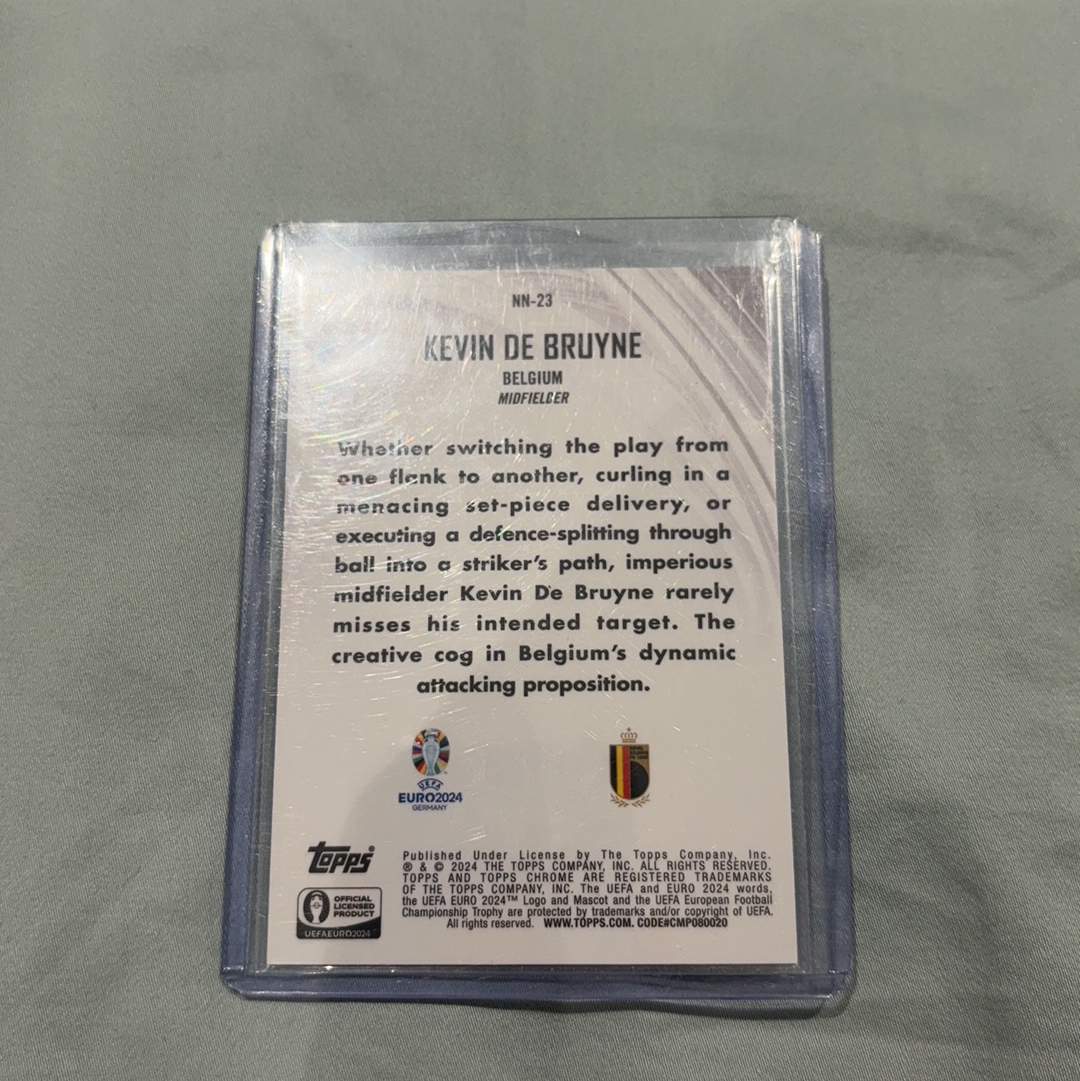 NN-23
KEVIN DE BRUYNE
BELGIUM
MIDFIELDER
Whether switching the play from
one flank to another, curling in a
menacing set-piece delivery, or
executing a defence-splitting through
ball into a striker's path, imperious
midfielder Kevin De Bruyne rarely
misses his intended target. The
creative cog in Belgium's dynamic
attacking proposition.
UEFA
EURO2024
GERMANY
topps
OFFICIAL
LICENSED
PRODUCT
UEFAEURO2024
Published Under License by The Topps Company, Inc.
® & © 2024 THE TOPPS COMPANY, INC. ALL RIGHTS RESERVED.
TOPPS AND TOPPS CHROME ARE REGISTERED TRADEMARKS
OF THE TOPPS COMPANY, INC. The UEFA and EURO 2024 words,
the UEFA EURO 2024™ Logo and Mascot and the UEFA European Football
Championship Trophy are protected by trademarks and/or copyright of UEFA.
All rights reserved. WWW.TOPPS.COM. CODE#CMP080020